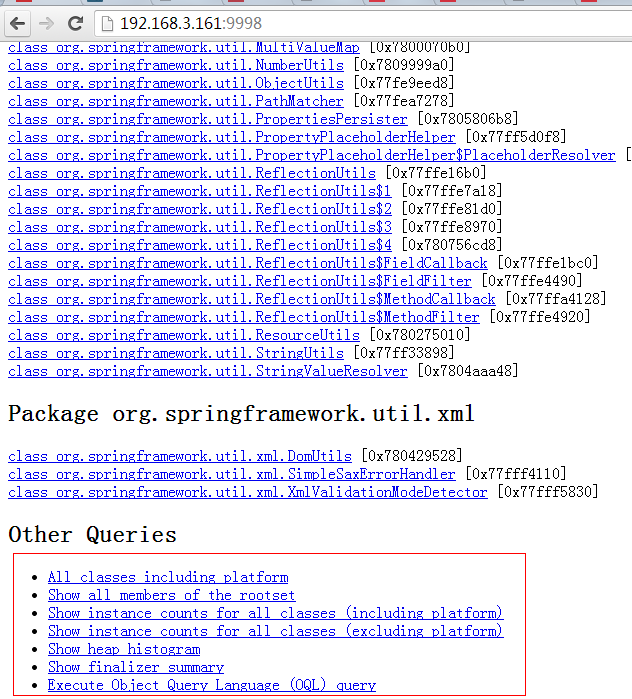 192.168.3.161:9998
class org.springframework.util.MultiValueMap [0x7800070b0]
class org.springframework.util.NumberUtils [0x7809999a0]
class org.springframework.util.ObjectUtils [0x77fe9eed8]
class org.springframework.util.PathMatcher [0x77fea7278]
class org.springframework.util.PropertiesPersister [0x7805806b8]
class org.springframework.util.PropertyPlaceholderHelper [0x77ff5d0f8]
class org.springframework.util.PropertyPlaceholderHelper$PlaceholderResolver [
class org.springframework.util.ReflectionUtils [0x77ffe16b0]
class org.springframework.util.ReflectionUtils$1 [0x77ffe7a18]
class org.springframework.util.ReflectionUtils$2 [0x77ffe81d0]
class org.springframework.util.ReflectionUtils$3 [0x77ffe8970]
class org.springframework.util.ReflectionUtils$4 [0x780756cd8]
class org.springframework.util.ReflectionUtils$FieldCallback [0x77ffe1bc0]
class org.springframework.util.ReflectionUtils$FieldFilter [0x77ffe4490]
class org.springframework.util.ReflectionUtils$MethodCallback [0x77ffa4128]
class org.springframework.util.ReflectionUtils$MethodFilter [0x77ffe4920]
class org.springframework.util.ResourceUtils [0x780275010]
class org.springframework.util.StringUtils [0x77ff33898]
class org.springframework.util.StringValueResolver [0x7804aaa48]
Package org.springframework.util.xml
class org.springframework.util.xml.DomUtils [0x780429528]
class org.springframework.util.xml.SimpleSaxErrorHandler [0x77fff4110]
class org.springframework.util.xml.XmlValidationModeDetector [0x77fff5830]
Other Queries
• All classes including platform
• Show all members of the rootset
• Show instance counts for all classes (including platform)
• Show instance counts for all classes (excluding platform)
• Show heap histogram
• Show finalizer summary
• Execute Object Query Language (OQL) query